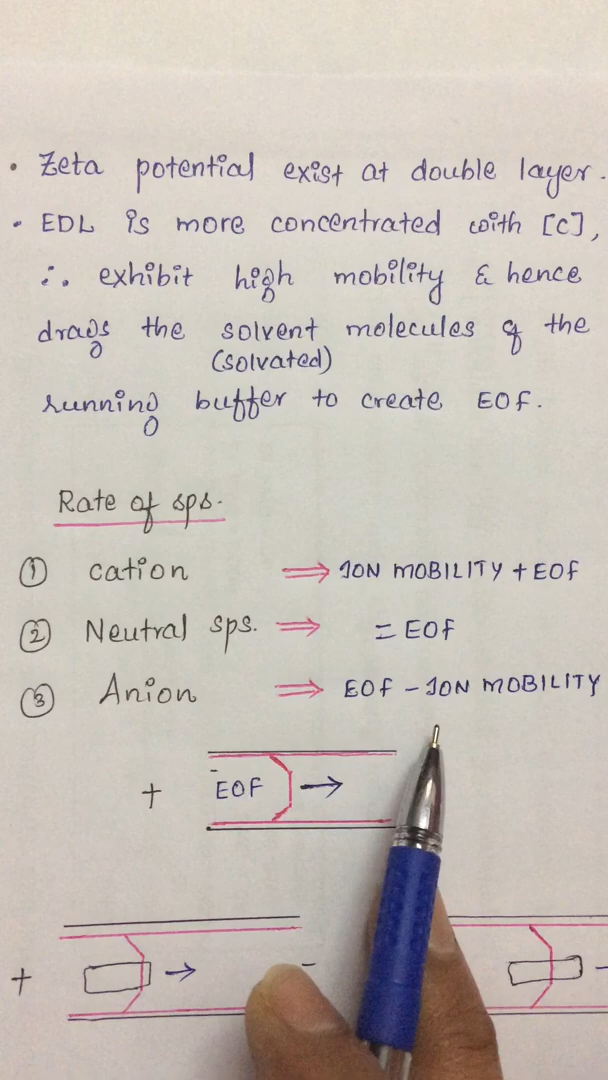 • Zeta potential exist at double layer.
• EDL is more concentrated with [C],
∴ exhibit high mobility & hence
drags the solvent molecules of the
(solvated)
running buffer to create EOF.
Rate of sps.
① cation ⇒ ION MOBILITY + EOF
② Neutral sps. ⇒ = EOF
③ Anion ⇒ EOF - ION MOBILITY
+ - EOF →
+ → -